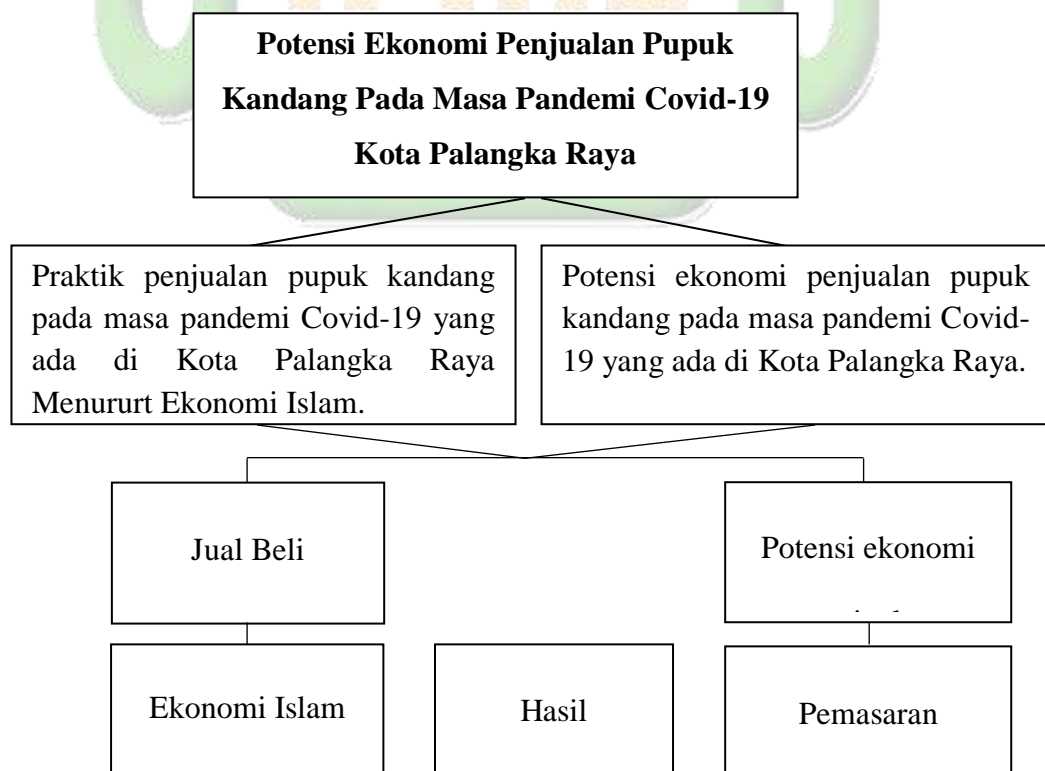 Potensi Ekonomi Penjualan Pupuk
Kandang Pada Masa Pandemi Covid-19
Kota Palangka Raya
Praktik penjualan pupuk kandang
pada masa pandemi Covid-19 yang
ada di Kota Palangka Raya
Menururt Ekonomi Islam.
Potensi ekonomi penjualan pupuk
kandang pada masa pandemi Covid-
19 yang ada di Kota Palangka Raya.
Jual Beli
Potensi ekonomi
Ekonomi Islam
Hasil
Pemasaran